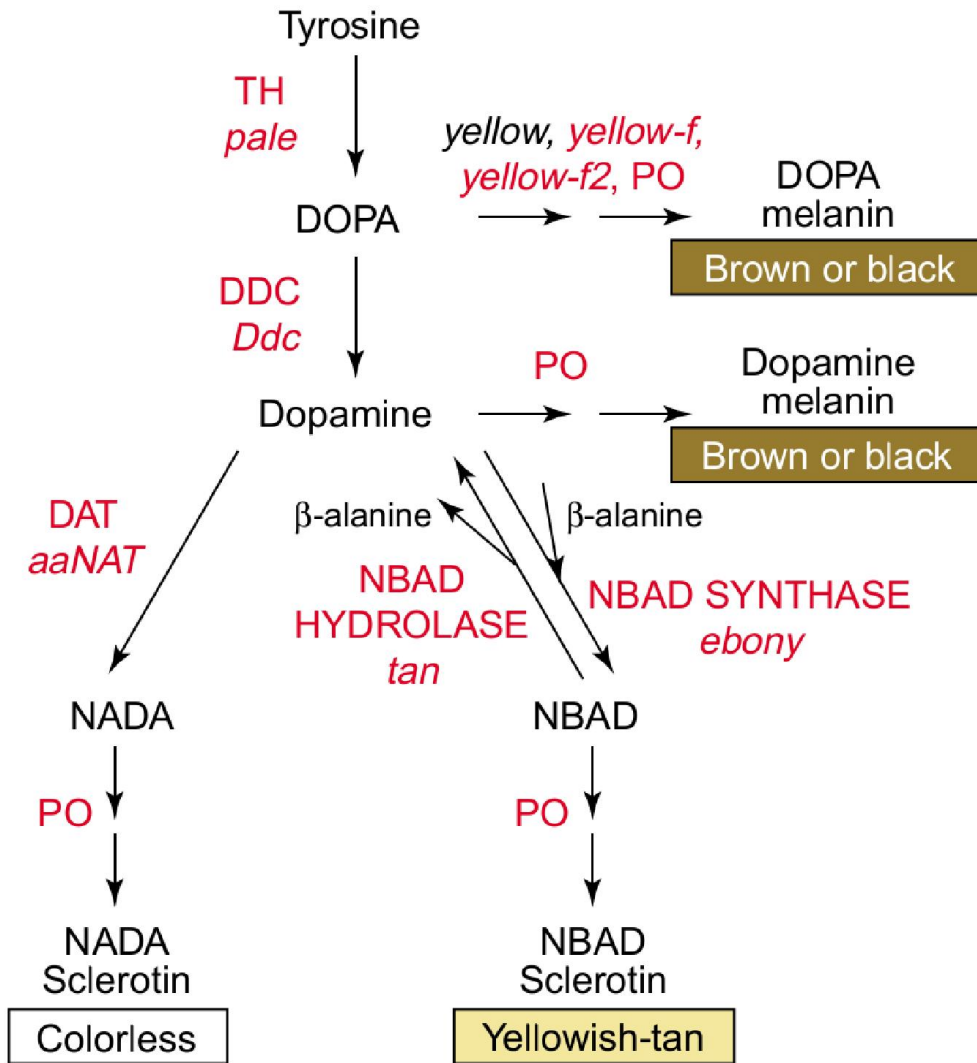 Tyrosine
TH
pale
yellow, yellow-f,
yellow-f2, PO
DOPA
DOPA
melanin
Brown or black
DDC
Ddc
PO
Dopamine
Dopamine
melanin
Brown or black
DAT
aaNAT
β-alanine
β-alanine
NBAD
HYDROLASE
tan
NBAD SYNTHASE
ebony
NADA
NBAD
PO
PO
NADA
Sclerotin
Colorless
NBAD
Sclerotin
Yellowish-tan